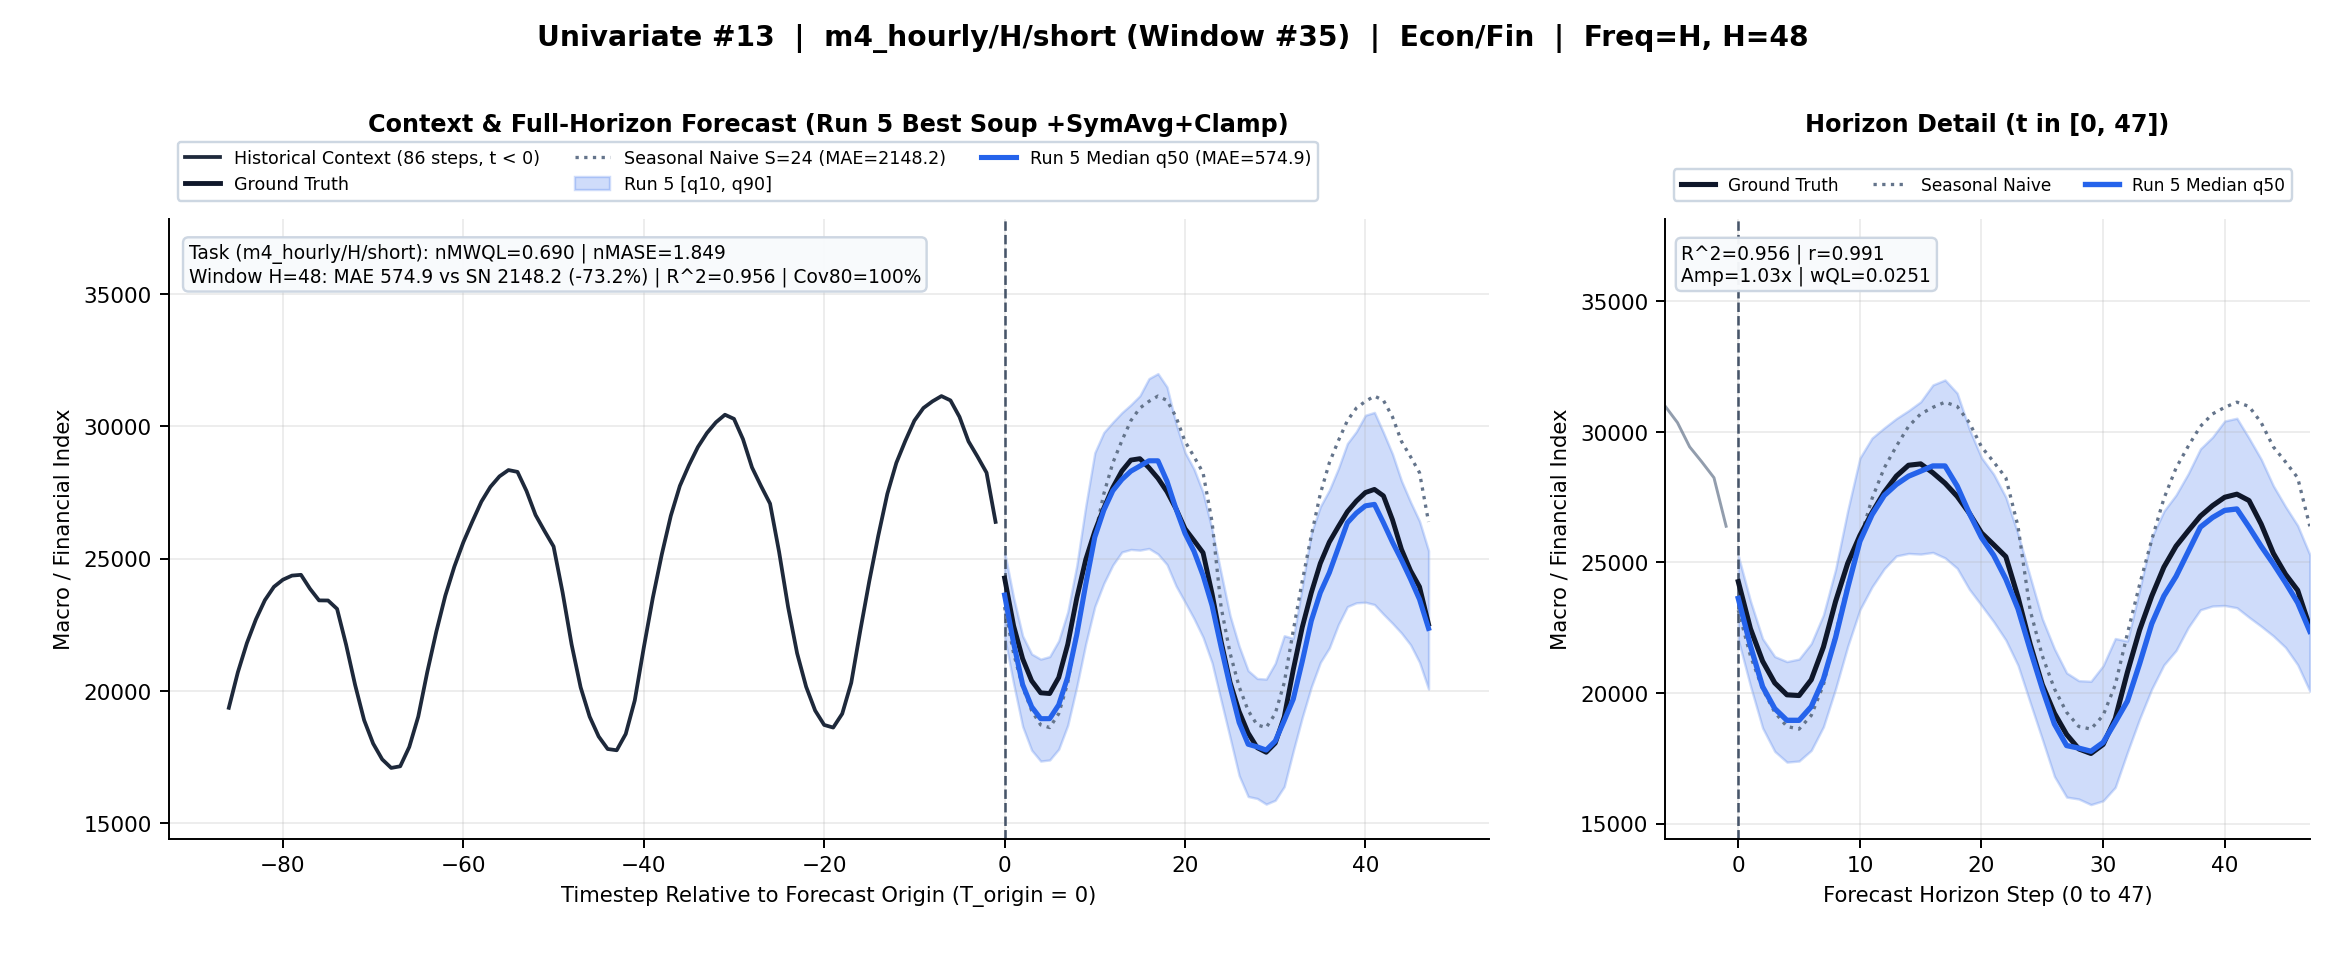 Univariate #13 | m4_hourly/H/short (Window #35) | Econ/Fin | Freq=H, H=48
Context & Full-Horizon Forecast (Run 5 Best Soup +SymAvg+Clamp)
Historical Context (86 steps, t < 0)
Ground Truth
Seasonal Naive S=24 (MAE=2148.2)
Run 5 [q10, q90]
Run 5 Median q50 (MAE=574.9)
Task (m4_hourly/H/short): nMWQL=0.690 | nMASE=1.849
Window H=48: MAE 574.9 vs SN 2148.2 (-73.2%) | R^2=0.956 | Cov80=100%
Macro / Financial Index
35000
30000
25000
20000
15000
−80
−60
−40
−20
0
20
40
Timestep Relative to Forecast Origin (T_origin = 0)
Horizon Detail (t in [0, 47])
Ground Truth
Seasonal Naive
Run 5 Median q50
R^2=0.956 | r=0.991
Amp=1.03x | wQL=0.0251
Macro / Financial Index
35000
30000
25000
20000
15000
0
10
20
30
40
Forecast Horizon Step (0 to 47)